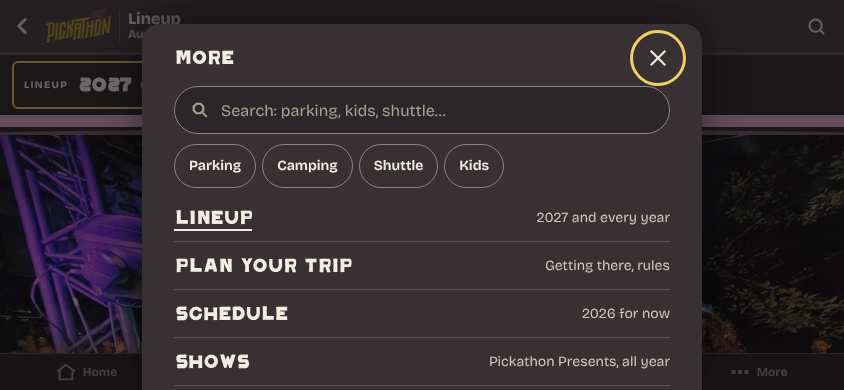 PICKATHON
Lineup
Au
LINEUP 2027
MORE
Search: parking, kids, shuttle...
Parking Camping Shuttle Kids
LINEUP 2027 and every year
PLAN YOUR TRIP Getting there, rules
SCHEDULE 2026 for now
SHOWS Pickathon Presents, all year
Home
More